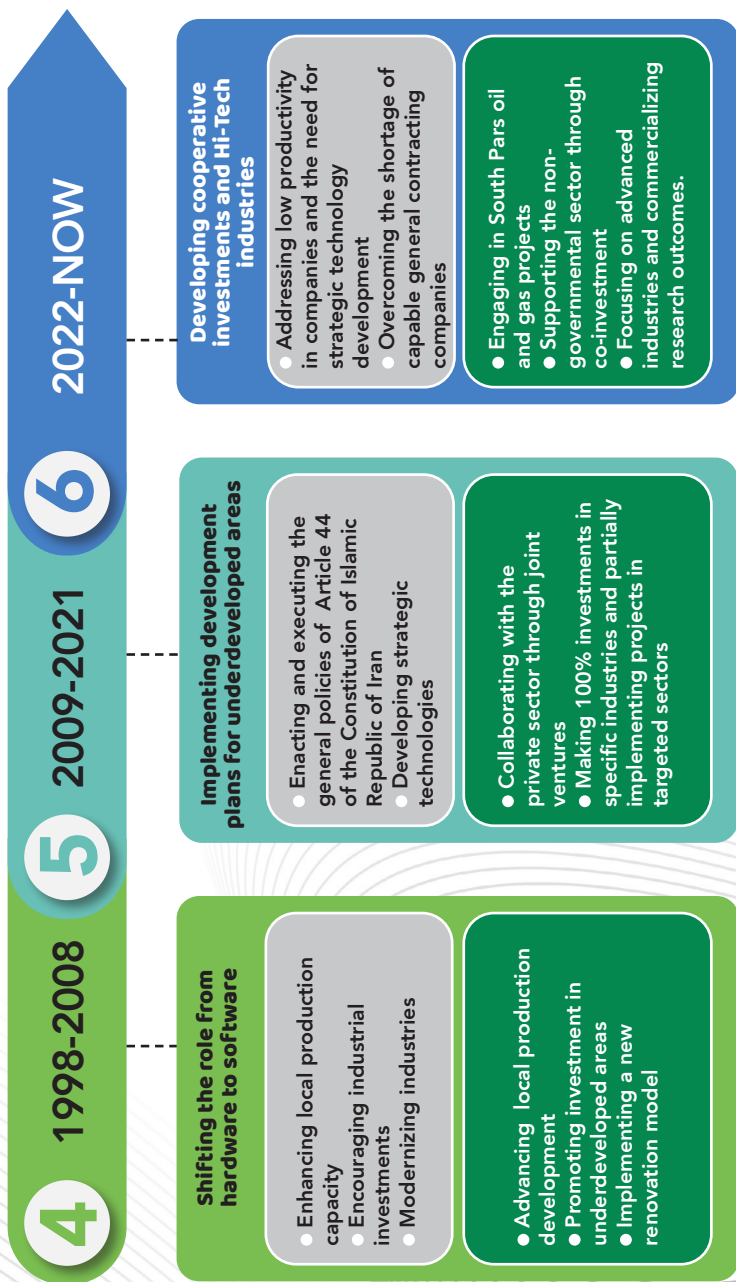 4
1998-2008
5
2009-2021
6
2022-NOW
Shifting the role from
hardware to software
● Enhancing local production
capacity
● Encouraging industrial
investments
● Modernizing industries
● Advancing local production
development
● Promoting investment in
underdeveloped areas
● Implementing a new
renovation model
Implementing development
plans for underdeveloped areas
● Enacting and executing the
general policies of Article 44
of the Constitution of Islamic
Republic of Iran
● Developing strategic
technologies
● Collaborating with the
private sector through joint
ventures
● Making 100% investments in
specific industries and partially
implementing projects in
targeted sectors
Developing cooperative
investments and Hi-Tech
industries
● Addressing low productivity
in companies and the need for
strategic technology
development
● Overcoming the shortage of
capable general contracting
companies
● Engaging in South Pars oil
and gas projects
● Supporting the non-
governmental sector through
co-investment
● Focusing on advanced
industries and commercializing
research outcomes.